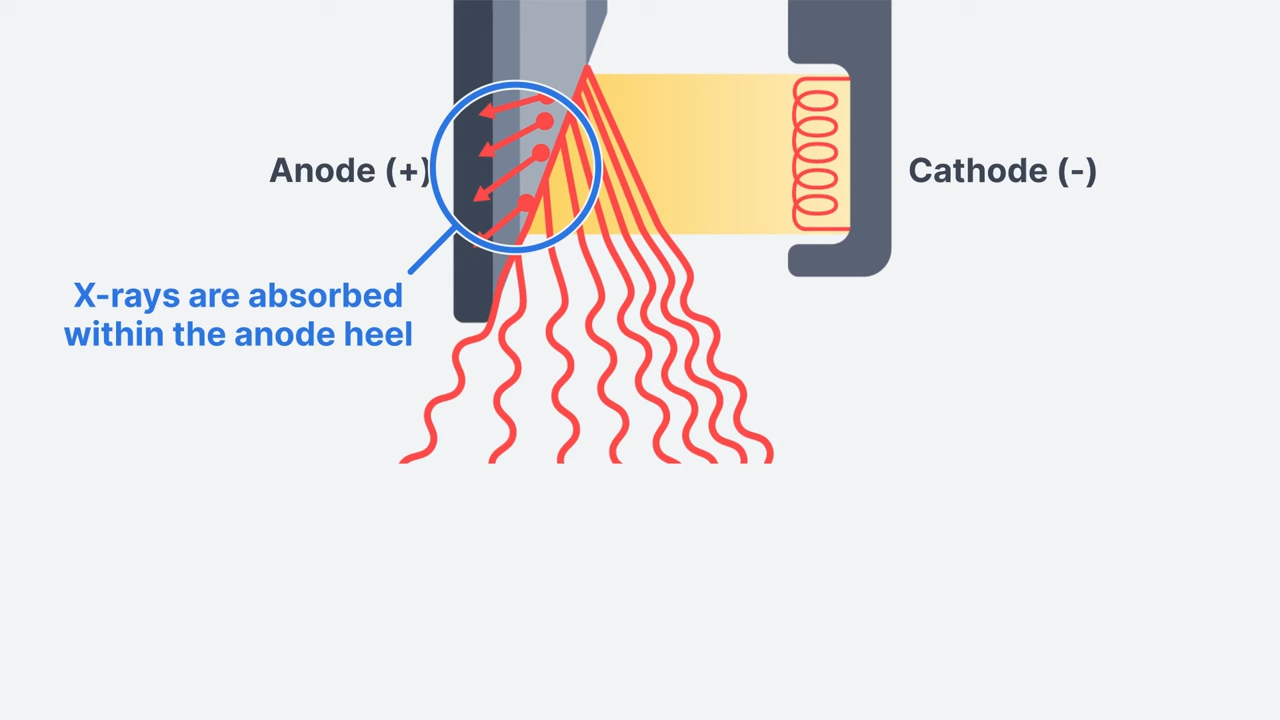 Anode (+)
Cathode (-)
X-rays are absorbed
within the anode heel